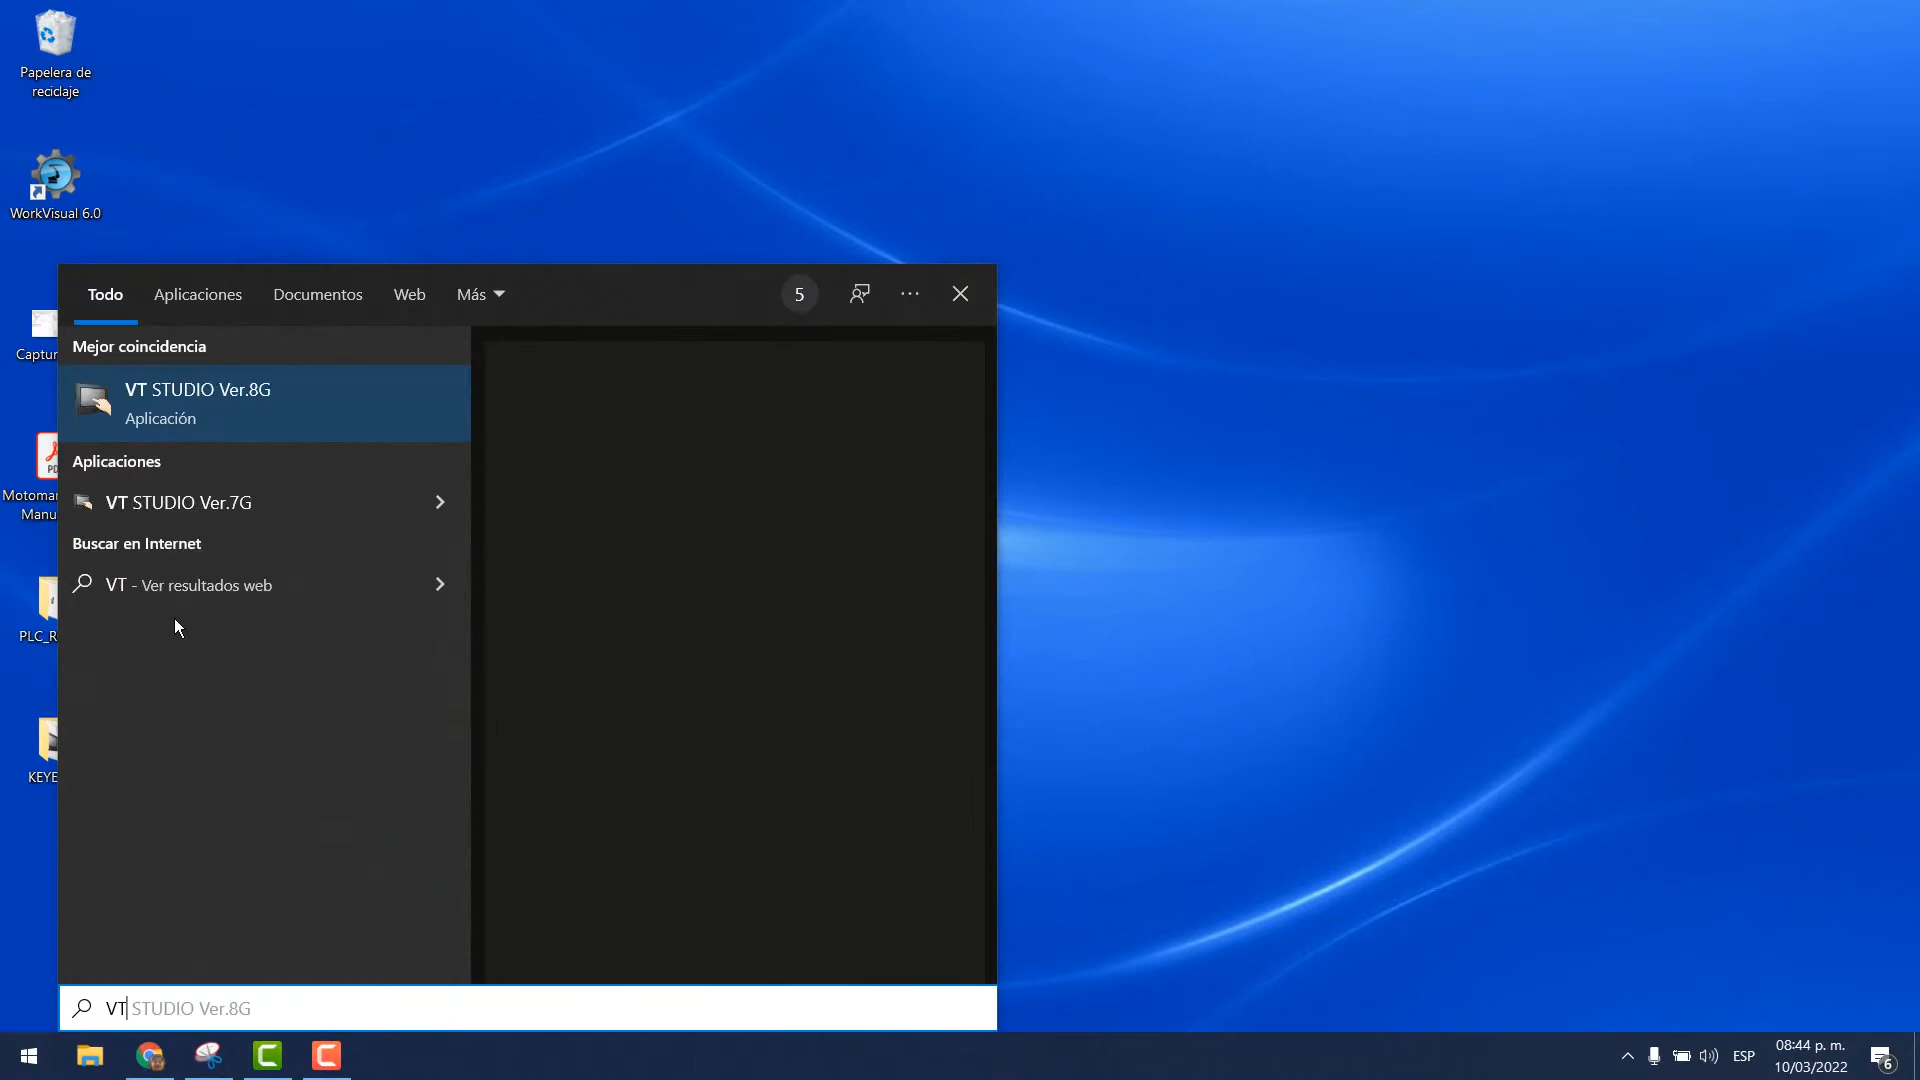 Papelera de
reciclaje
WorkVisual 6.0
Captur
PDF
Motoman
Manu
PLC_R
KEYE
Todo
Aplicaciones
Documentos
Web
Más
5
Mejor coincidencia
VT STUDIO Ver.8G
Aplicación
Aplicaciones
VT STUDIO Ver.7G
Buscar en Internet
VT - Ver resultados web
VT STUDIO Ver.8G
ESP
08:44 p. m.
10/03/2022
6